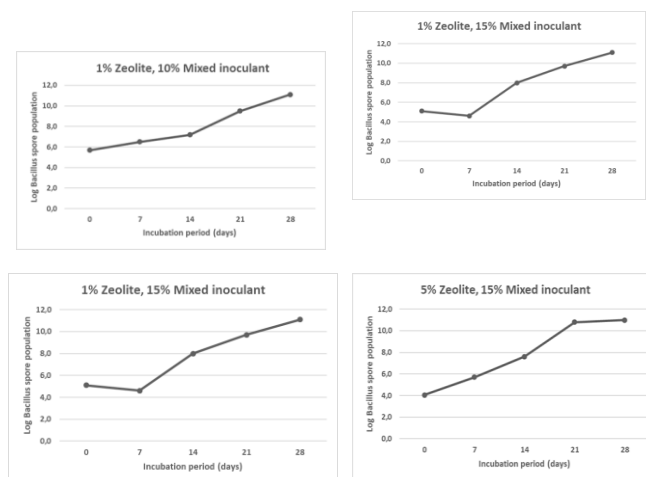 1% Zeolite, 10% Mixed inoculant
Log Bacillus spore population
12,0
10,0
8,0
6,0
4,0
2,0
0,0
0 7 14 21 28
Incubation period (days)
1% Zeolite, 15% Mixed inoculant
Log Bacillus spore population
12,0
10,0
8,0
6,0
4,0
2,0
0,0
0 7 14 21 28
Incubation period (days)
1% Zeolite, 15% Mixed inoculant
Log Bacillus spore population
12,0
10,0
8,0
6,0
4,0
2,0
0,0
0 7 14 21 28
Incubation period (days)
5% Zeolite, 15% Mixed inoculant
Log Bacillus spore population
12,0
10,0
8,0
6,0
4,0
2,0
0,0
0 7 14 21 28
Incubation period (days)